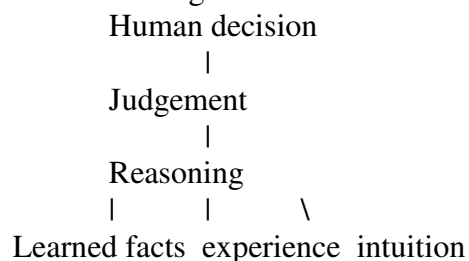 Human decision
|
Judgement
|
Reasoning
| | \
Learned facts experience intuition